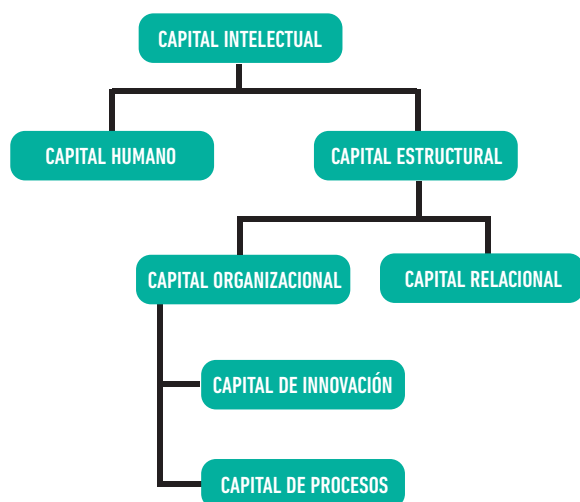 CAPITAL INTELECTUAL
CAPITAL HUMANO
CAPITAL ESTRUCTURAL
CAPITAL ORGANIZACIONAL
CAPITAL RELACIONAL
CAPITAL DE INNOVACIÓN
CAPITAL DE PROCESOS